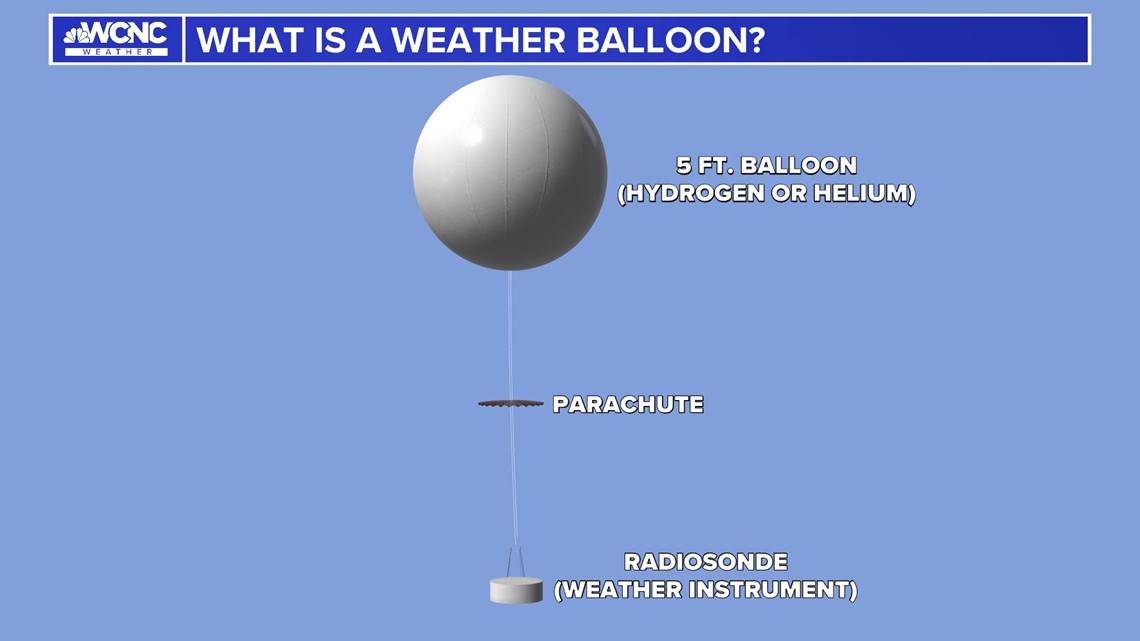 WCNC
WEATHER
WHAT IS A WEATHER BALLOON?
5 FT. BALLOON
(HYDROGEN OR HELIUM)
PARACHUTE
RADIOSONDE
(WEATHER INSTRUMENT)